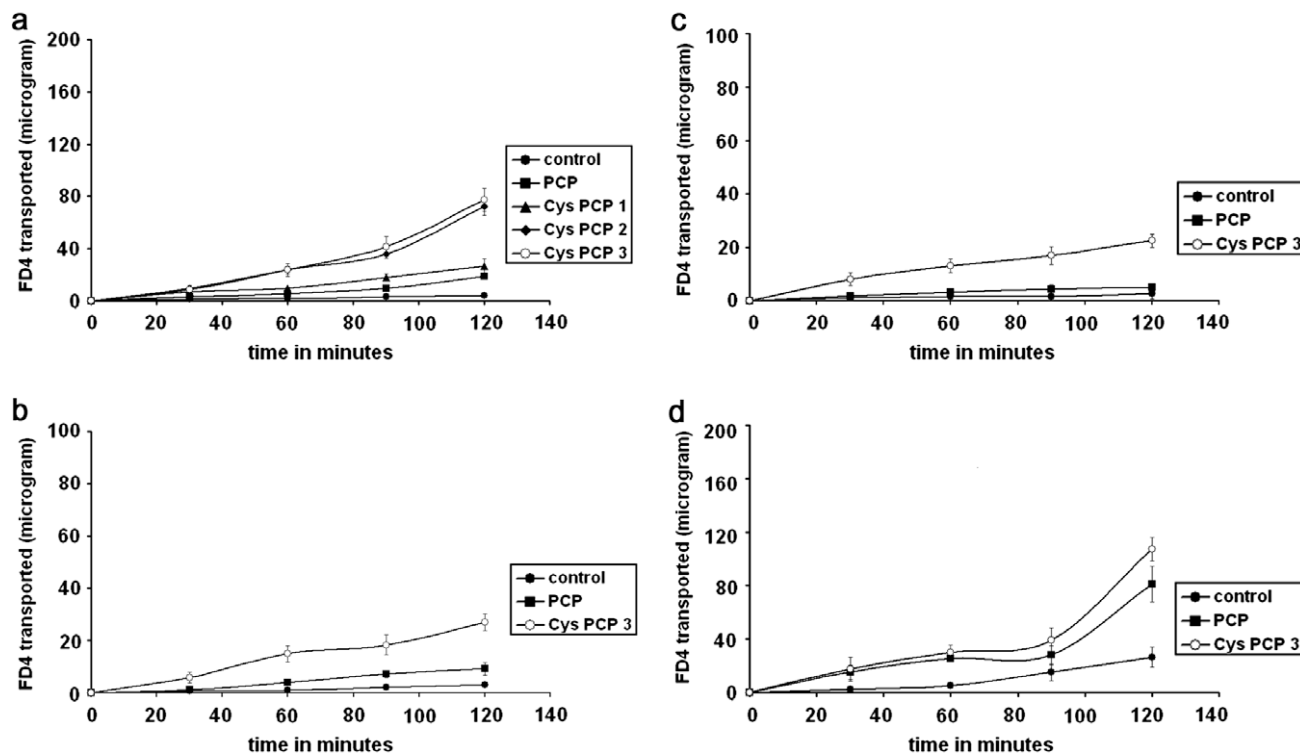 a
FD4 transported (microgram)
200
160
120
80
40
0
0 20 40 60 80 100 120 140
time in minutes
control
PCP
Cys PCP 1
Cys PCP 2
Cys PCP 3
c
FD4 transported (microgram)
100
80
60
40
20
0
0 20 40 60 80 100 120 140
time in minutes
control
PCP
Cys PCP 3
b
FD4 transported (microgram)
100
80
60
40
20
0
0 20 40 60 80 100 120 140
time in minutes
control
PCP
Cys PCP 3
d
FD4 transported (microgram)
200
160
120
80
40
0
0 20 40 60 80 100 120 140
time in minutes
control
PCP
Cys PCP 3